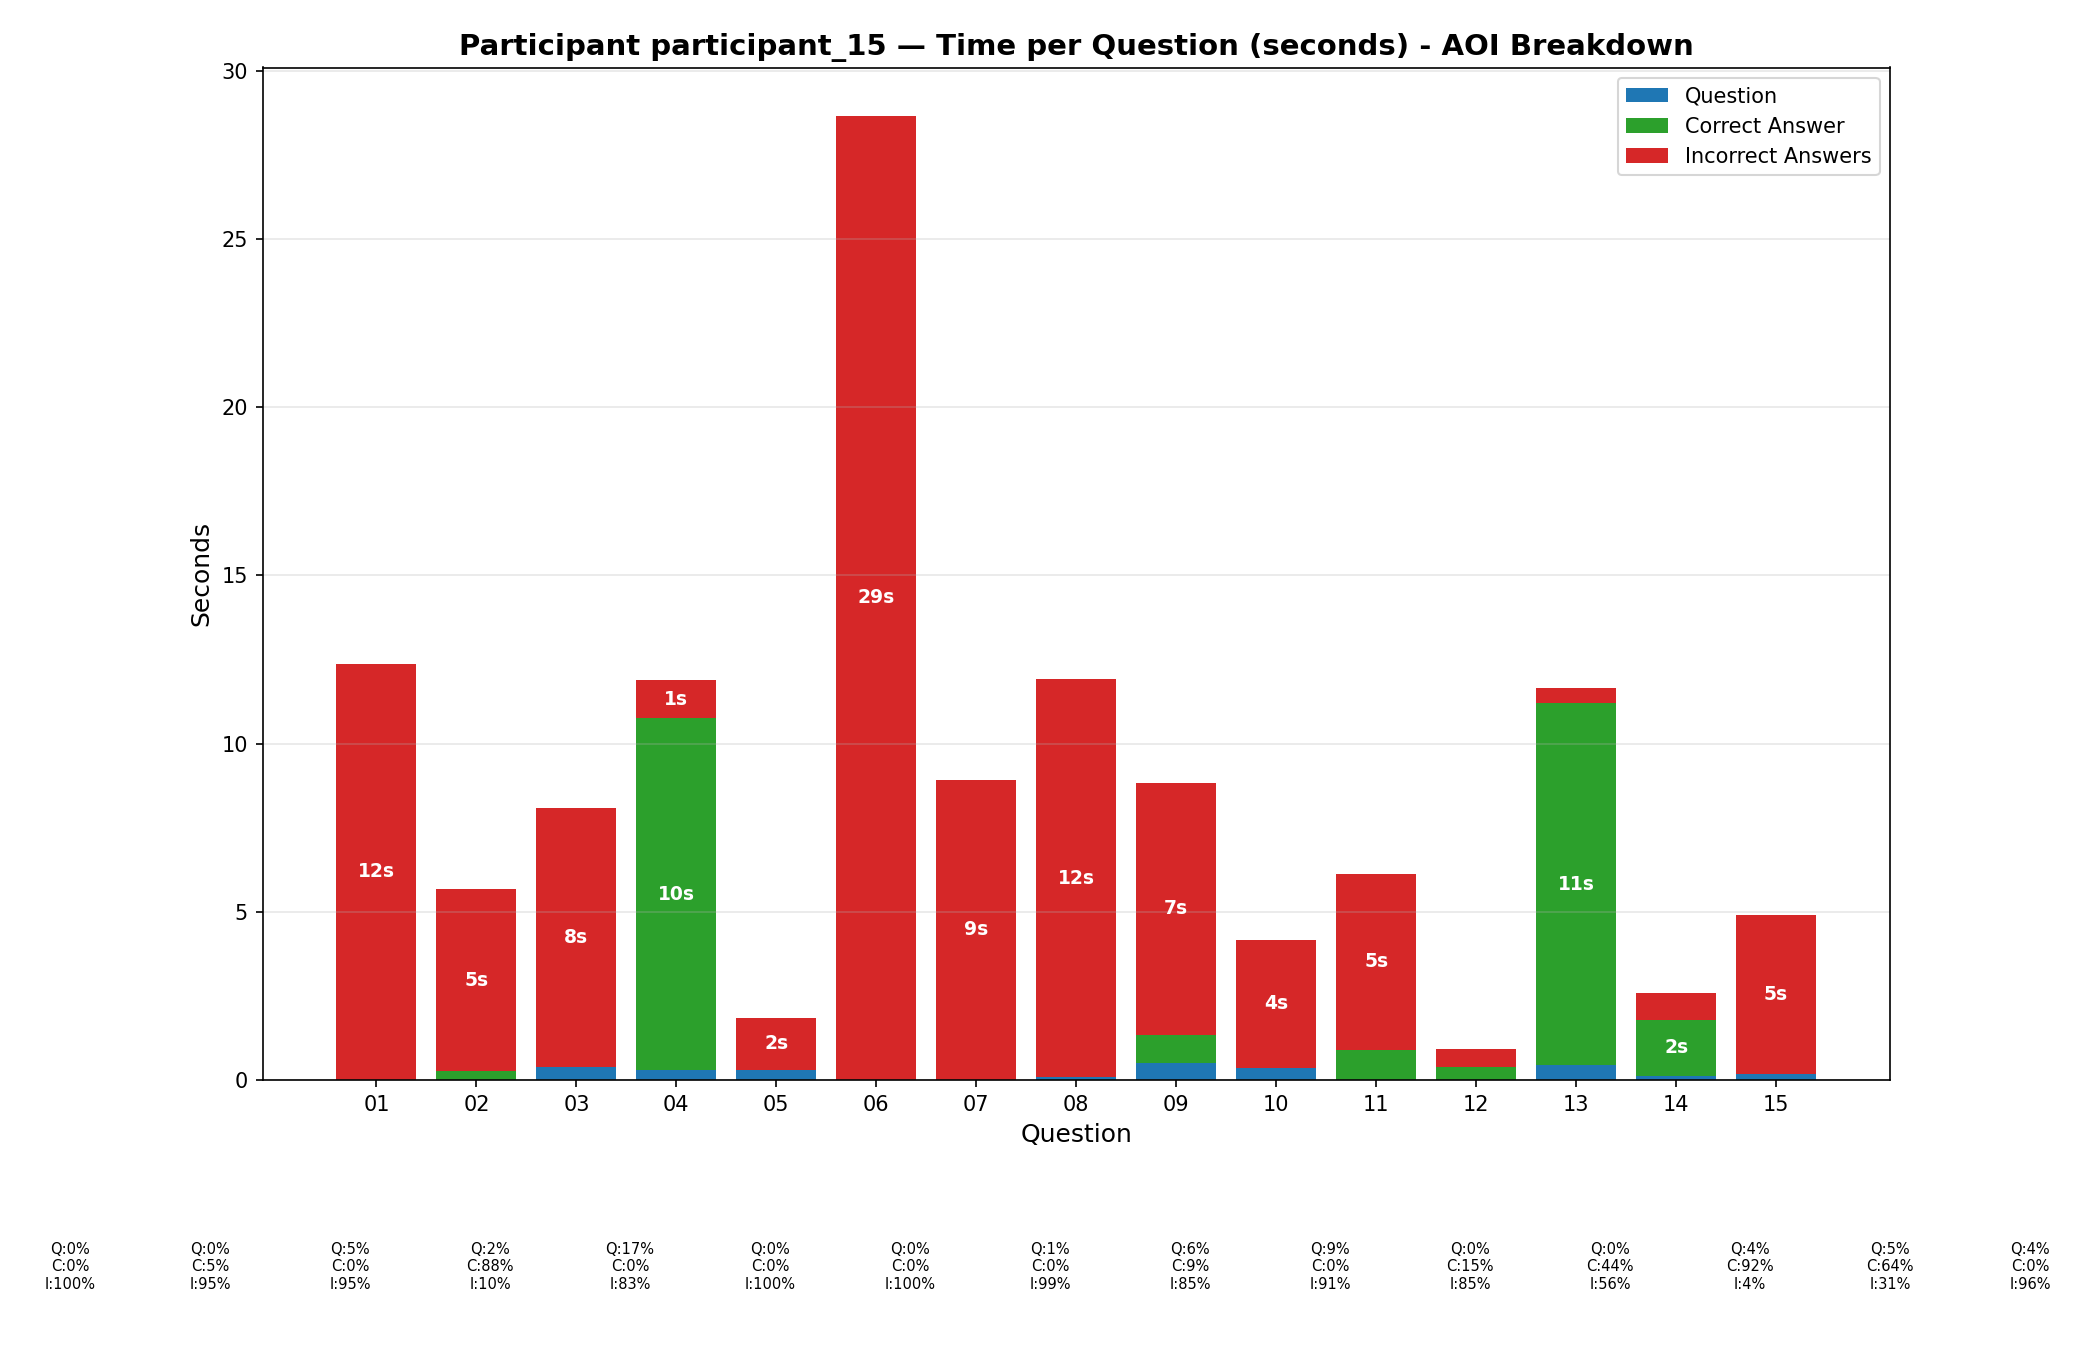 Participant participant_15 — Time per Question (seconds) - AOI Breakdown
Question
Correct Answer
Incorrect Answers
30
25
20
15
10
5
0
Seconds
12s
5s
8s
1s
10s
2s
29s
9s
12s
7s
4s
5s
11s
2s
5s
01 02 03 04 05 06 07 08 09 10 11 12 13 14 15
Question
Q:0% Q:0% Q:5% Q:2% Q:17% Q:0% Q:0% Q:1% Q:6% Q:9% Q:0% Q:0% Q:4% Q:5% Q:4%
C:0% C:5% C:0% C:88% C:0% C:0% C:0% C:0% C:9% C:0% C:15% C:44% C:92% C:64% C:0%
I:100% I:95% I:95% I:10% I:83% I:100% I:100% I:99% I:85% I:91% I:85% I:56% I:4% I:31% I:96%